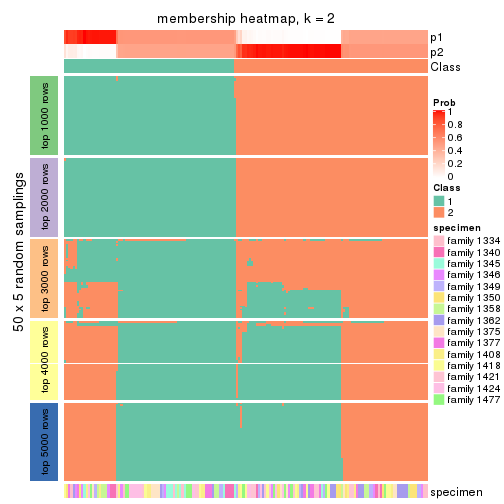 membership heatmap, k = 2
p1
p2
Class
50 x 5 random samplings
top 1000 rows
top 2000 rows
top 3000 rows
top 4000 rows
top 5000 rows
specimen
Prob
1
0.8
0.6
0.4
0.2
0
Class
1
2
specimen
family 1334
family 1340
family 1345
family 1346
family 1349
family 1350
family 1358
family 1362
family 1375
family 1377
family 1408
family 1418
family 1421
family 1424
family 1477